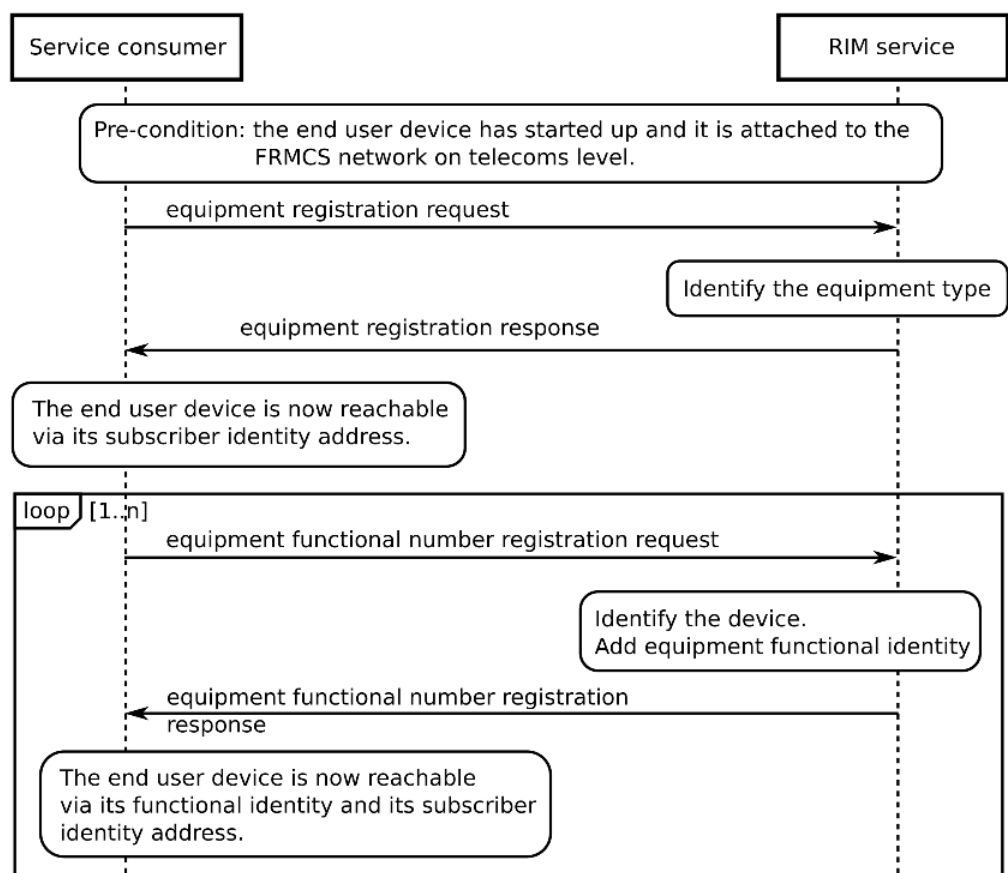 Service consumer
RIM service
Pre-condition: the end user device has started up and it is attached to the
FRMCS network on telecoms level.
equipment registration request
Identify the equipment type
equipment registration response
The end user device is now reachable
via its subscriber identity address.
loop [1..n]
equipment functional number registration request
Identify the device.
Add equipment functional identity
equipment functional number registration
response
The end user device is now reachable
via its functional identity and its subscriber
identity address.